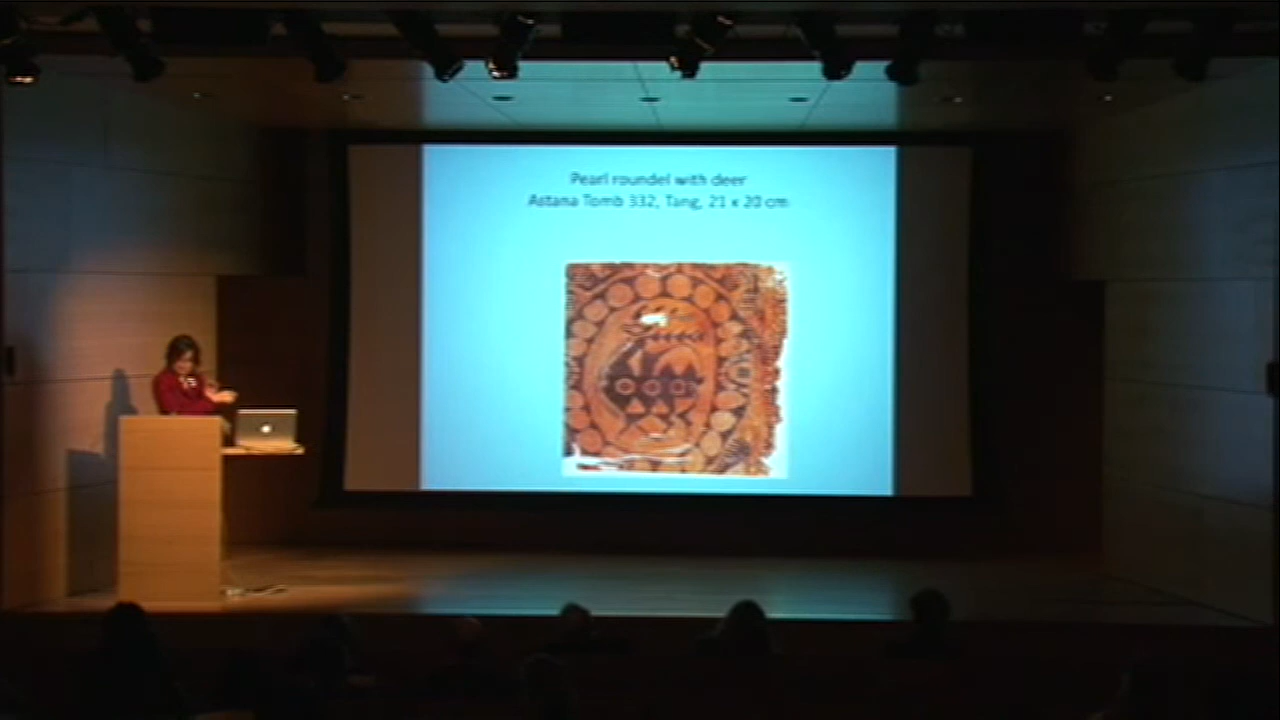 Pearl roundel with deer
Astana Tomb 332, Tang, 21 x 20 cm